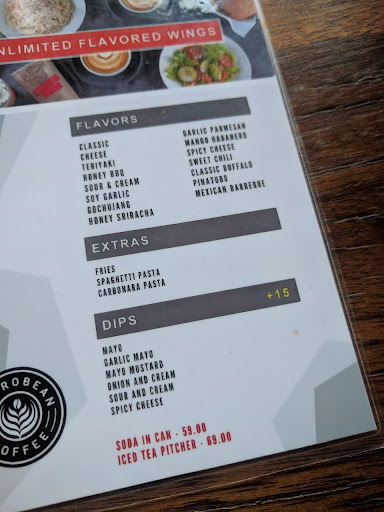 NLIMITED FLAVORED WINGS
FLAVORS
CLASSIC
CHEESE
TERIYAKI
HONEY BBQ
SOUR & CREAM
SOY GARLIC
GOCHUJANG
HONEY SRIRACHA
GARLIC PARMESAN
MANGO HABANERO
SPICY CHEESE
SWEET CHILI
CLASSIC BUFFALO
PINATUBO
MEXICAN BARBEQUE
EXTRAS
FRIES
SPAGHETTI PASTA
CARBONARA PASTA
DIPS +15
MAYO
GARLIC MAYO
MAYO MUSTARD
ONION AND CREAM
SOUR AND CREAM
SPICY CHEESE
SODA IN CAN - 59.00
ICED TEA PITCHER - 69.00
ROBEAN
OFFEE